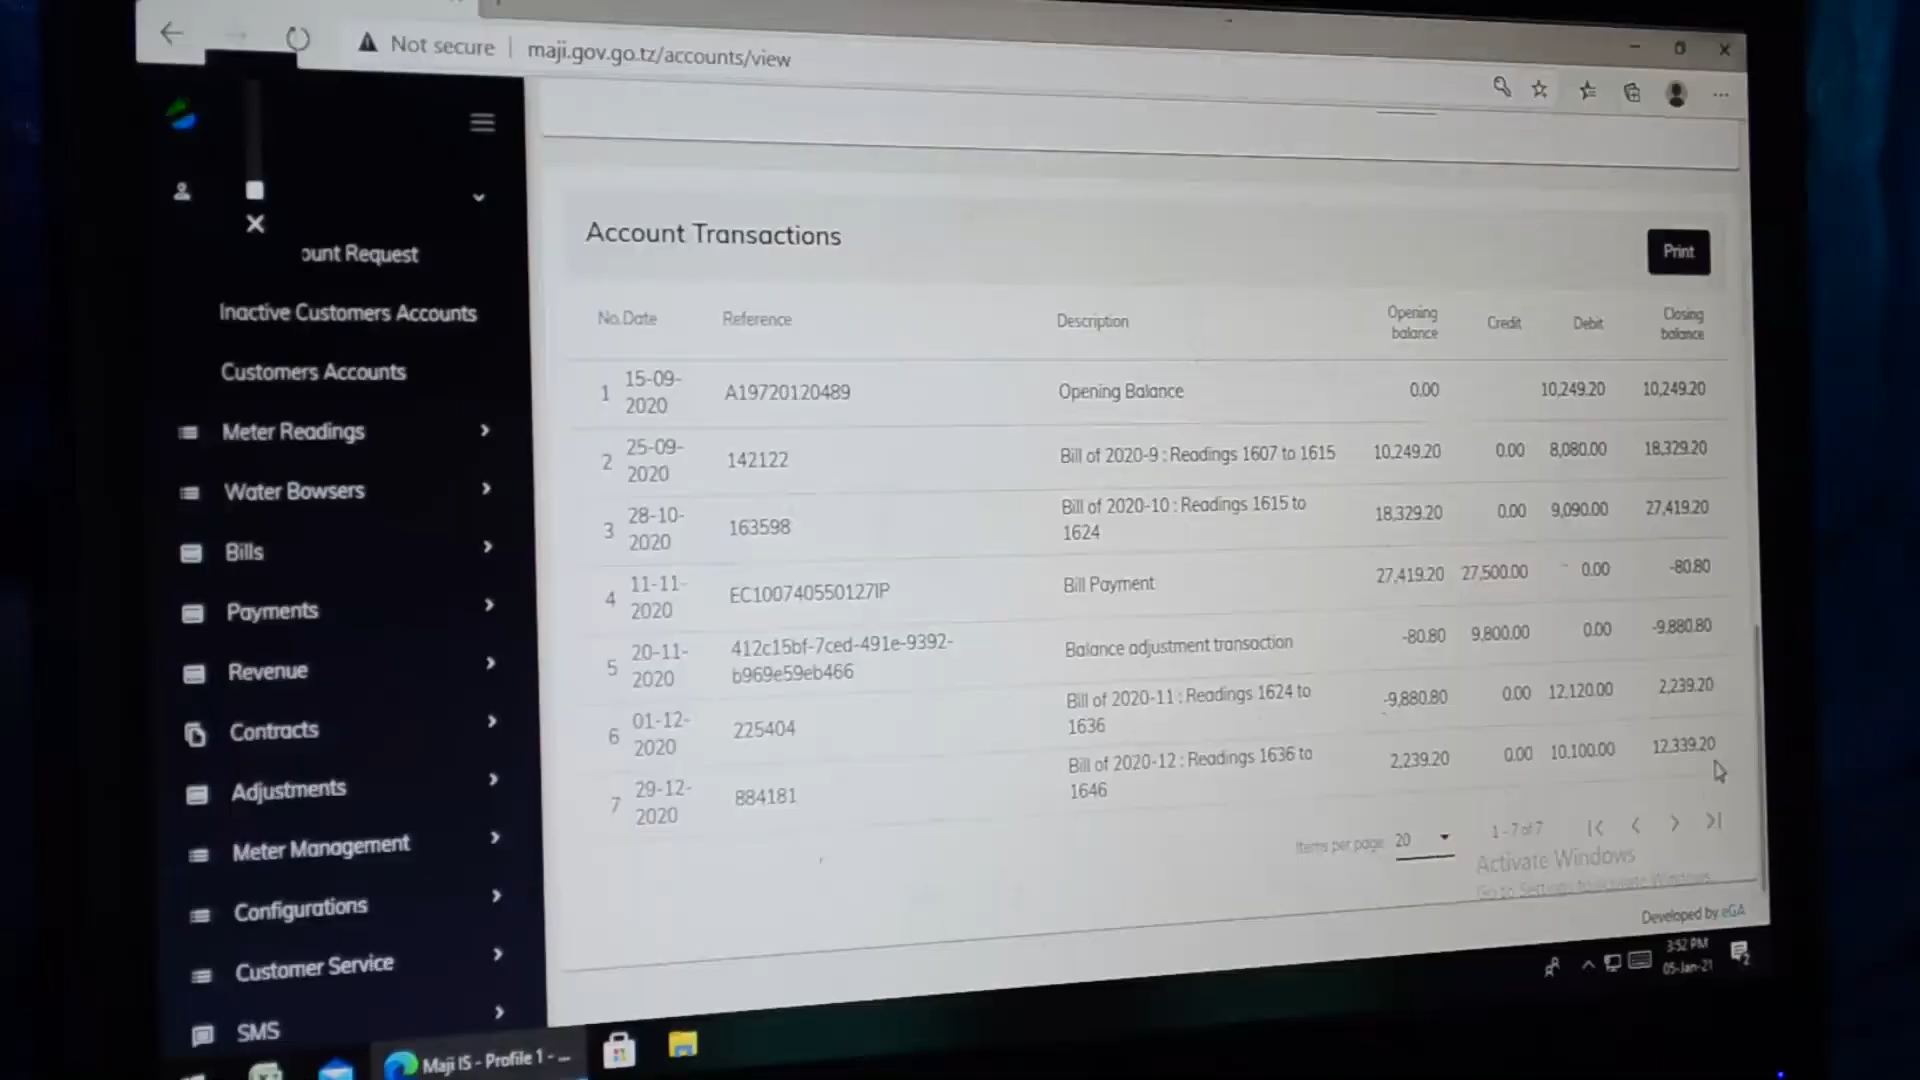 Not secure | maji.gov.go.tz/accounts/view
ount Request
Inactive Customers Accounts
Customers Accounts
Meter Readings
Water Bowsers
Bills
Payments
Revenue
Contracts
Adjustments
Meter Management
Configurations
Customer Service
SMS
Account Transactions
Print
No. Date Reference Description Opening balance Credit Debit Closing balance
1 15-09-2020 A19720120489 Opening Balance 0.00 10,249.20 10,249.20
2 25-09-2020 142122 Bill of 2020-9 : Readings 1607 to 1615 10,249.20 0.00 8,080.00 18,329.20
3 28-10-2020 163598 Bill of 2020-10 : Readings 1615 to 1624 18,329.20 0.00 9,090.00 27,419.20
4 11-11-2020 EC100740550127IP Bill Payment 27,419.20 27,500.00 0.00 -80.80
5 20-11-2020 412c15bf-7ced-491e-9392-b969e59eb466 Balance adjustment transaction -80.80 9,800.00 0.00 -9,880.80
6 01-12-2020 225404 Bill of 2020-11 : Readings 1624 to 1636 -9,880.80 0.00 12,120.00 2,239.20
7 29-12-2020 884181 Bill of 2020-12 : Readings 1636 to 1646 2,239.20 0.00 10,100.00 12,339.20
Items per page 20 1 - 7 of 7
Activate Windows
Go to Settings to activate Windows.
Developed by eGA
3:52 PM
05-Jan-21
Maji IS - Profile 1 - ...